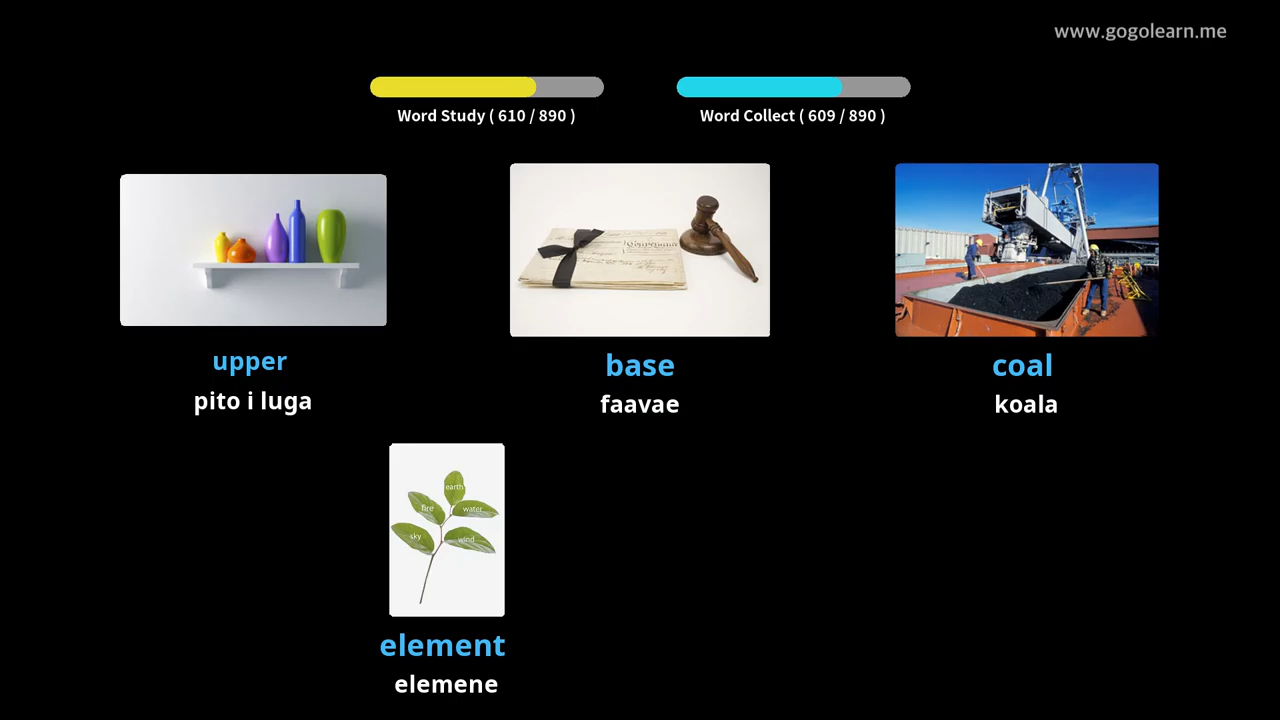 www.gogolearn.me
Word Study ( 610 / 890 )
Word Collect ( 609 / 890 )
upper
pito i luga
base
faavae
coal
koala
earth
fire
water
sky
wind
element
elemene